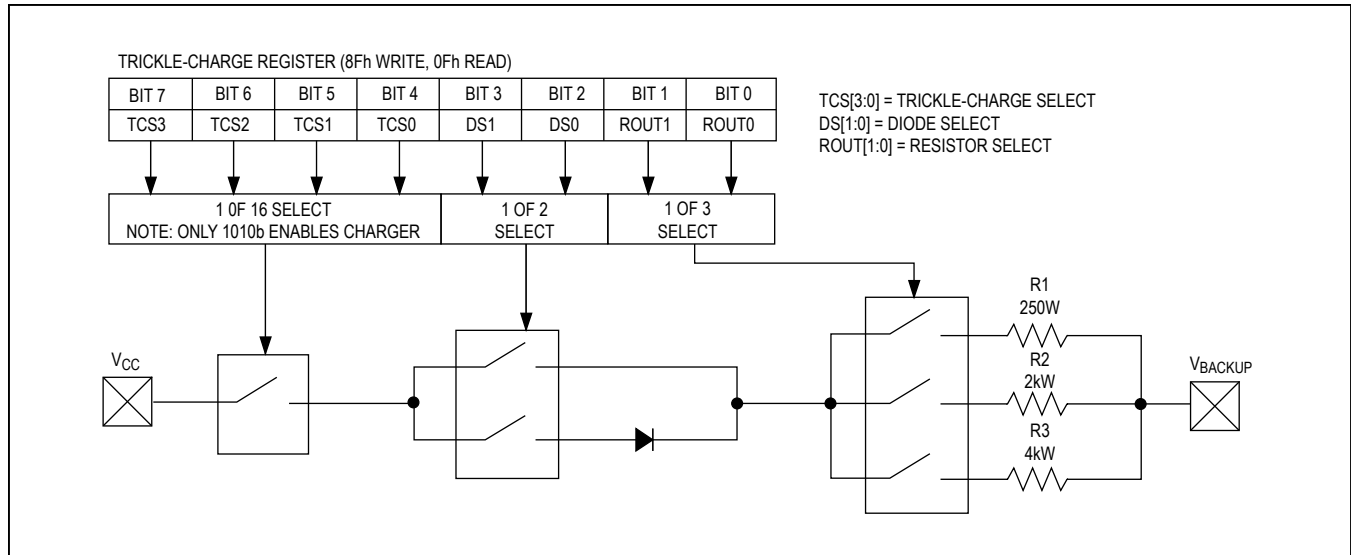 TRICKLE-CHARGE REGISTER (8Fh WRITE, 0Fh READ)
BIT 7 BIT 6 BIT 5 BIT 4 BIT 3 BIT 2 BIT 1 BIT 0
TCS3 TCS2 TCS1 TCS0 DS1 DS0 ROUT1 ROUT0
TCS[3:0] = TRICKLE-CHARGE SELECT
DS[1:0] = DIODE SELECT
ROUT[1:0] = RESISTOR SELECT
1 0F 16 SELECT
NOTE: ONLY 1010b ENABLES CHARGER
1 OF 2
SELECT
1 OF 3
SELECT
VCC
R1
250W
R2
2kW
R3
4kW
VBACKUP